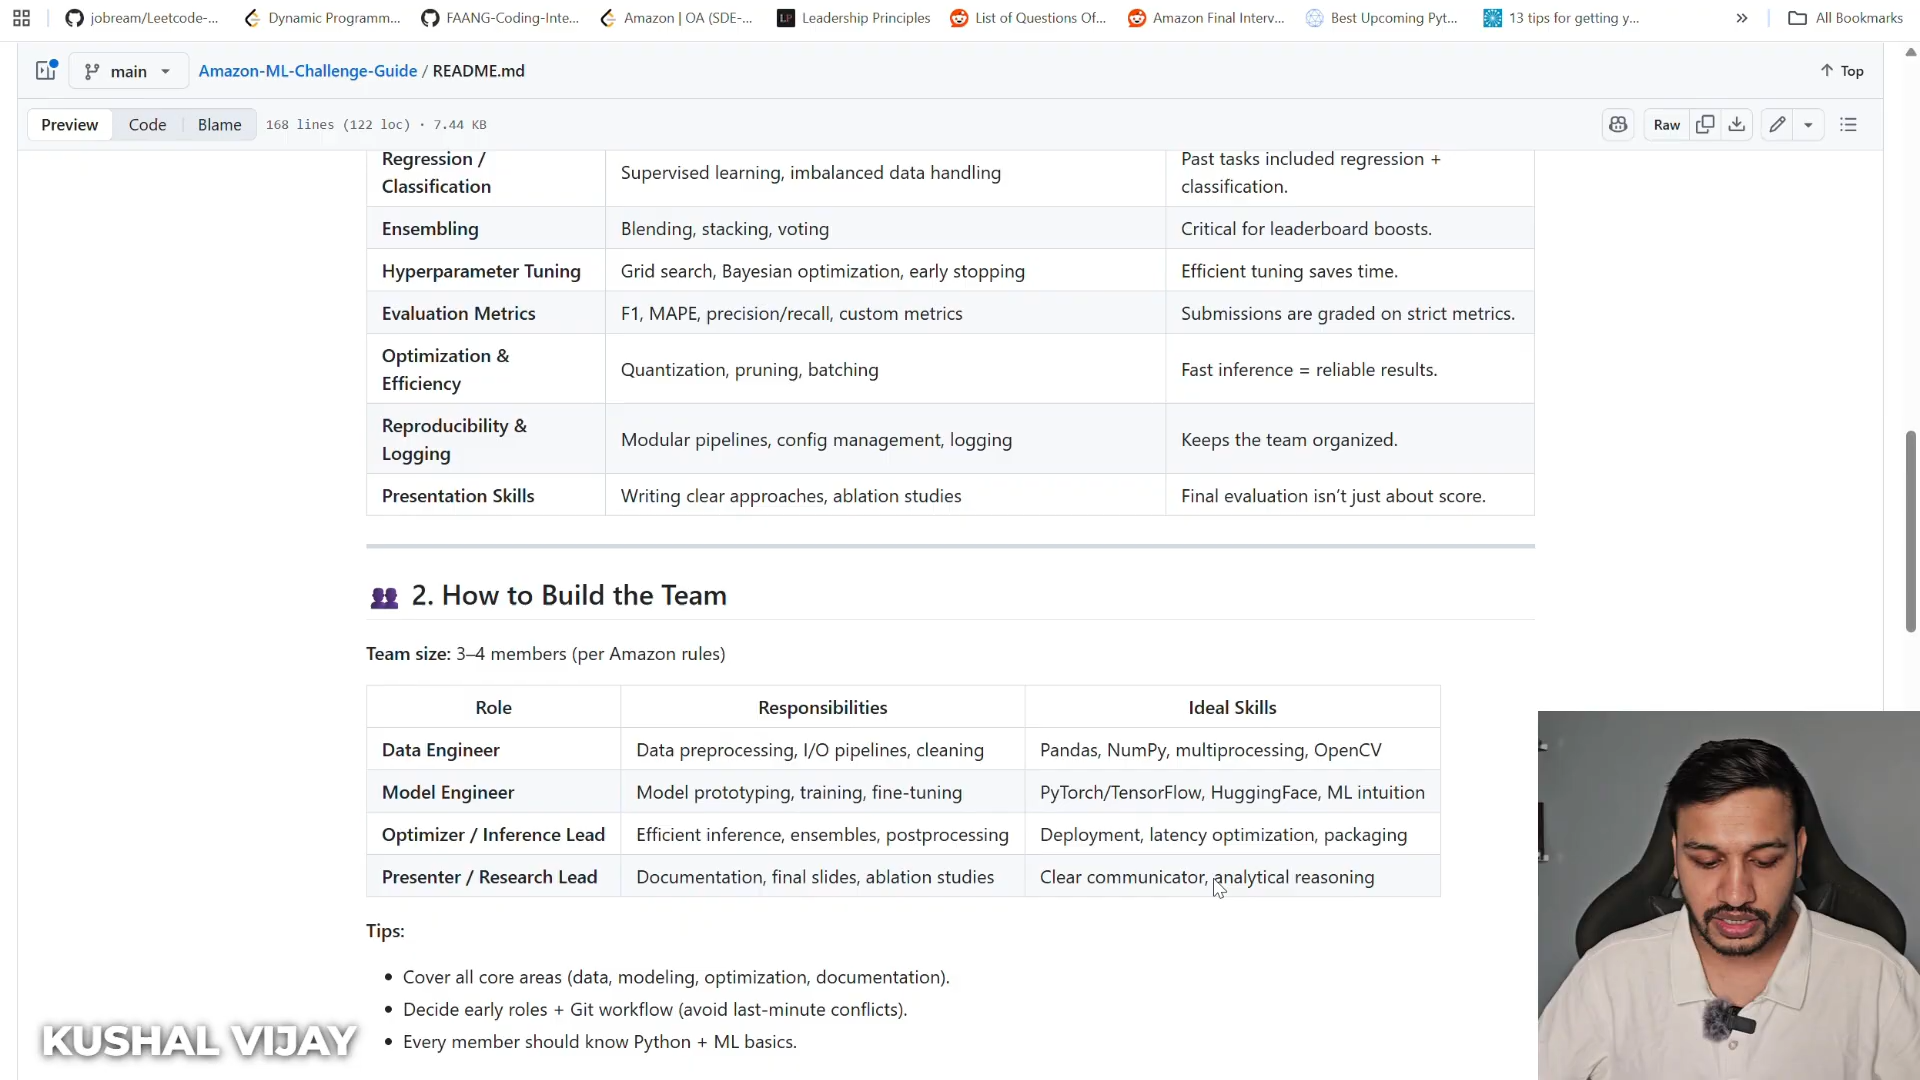 jobream/Leetcode-...
Dynamic Programm...
FAANG-Coding-Inte...
Amazon | OA (SDE-...
LP Leadership Principles
List of Questions Of...
Amazon Final Interv...
Best Upcoming Pyt...
13 tips for getting y...
» All Bookmarks
main Amazon-ML-Challenge-Guide / README.md Top
Preview Code Blame 168 lines (122 loc) · 7.44 KB Raw
Regression /
Classification
Supervised learning, imbalanced data handling
Past tasks included regression +
classification.
Ensembling Blending, stacking, voting Critical for leaderboard boosts.
Hyperparameter Tuning Grid search, Bayesian optimization, early stopping Efficient tuning saves time.
Evaluation Metrics F1, MAPE, precision/recall, custom metrics Submissions are graded on strict metrics.
Optimization &
Efficiency
Quantization, pruning, batching
Fast inference = reliable results.
Reproducibility &
Logging
Modular pipelines, config management, logging
Keeps the team organized.
Presentation Skills Writing clear approaches, ablation studies Final evaluation isn’t just about score.
2. How to Build the Team
Team size: 3–4 members (per Amazon rules)
Role Responsibilities Ideal Skills
Data Engineer Data preprocessing, I/O pipelines, cleaning Pandas, NumPy, multiprocessing, OpenCV
Model Engineer Model prototyping, training, fine-tuning PyTorch/TensorFlow, HuggingFace, ML intuition
Optimizer / Inference Lead Efficient inference, ensembles, postprocessing Deployment, latency optimization, packaging
Presenter / Research Lead Documentation, final slides, ablation studies Clear communicator, analytical reasoning
Tips:
• Cover all core areas (data, modeling, optimization, documentation).
• Decide early roles + Git workflow (avoid last-minute conflicts).
• Every member should know Python + ML basics.
KUSHAL VIJAY